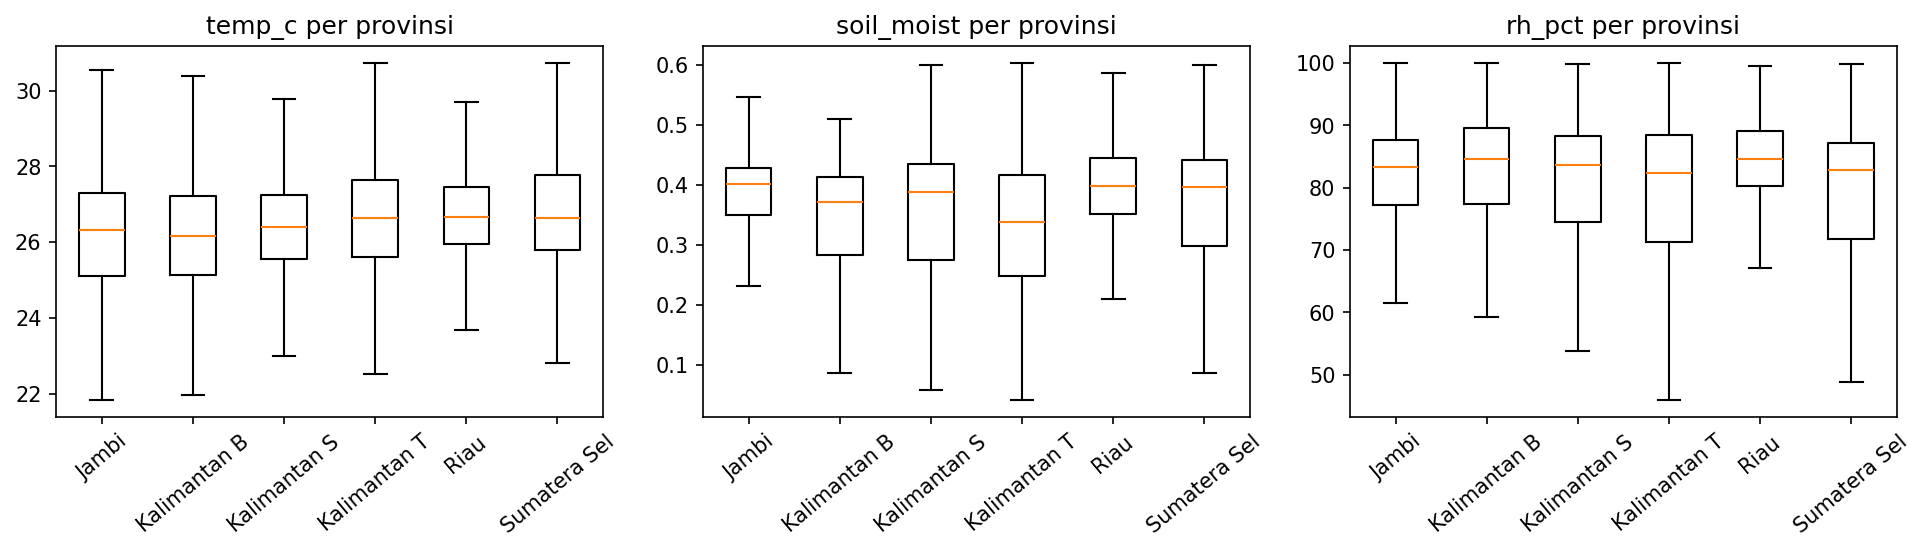 temp_c per provinsi
30
28
26
24
22
Jambi
Kalimantan B
Kalimantan S
Kalimantan T
Riau
Sumatera Sel
soil_moist per provinsi
0.6
0.5
0.4
0.3
0.2
0.1
Jambi
Kalimantan B
Kalimantan S
Kalimantan T
Riau
Sumatera Sel
rh_pct per provinsi
100
90
80
70
60
50
Jambi
Kalimantan B
Kalimantan S
Kalimantan T
Riau
Sumatera Sel